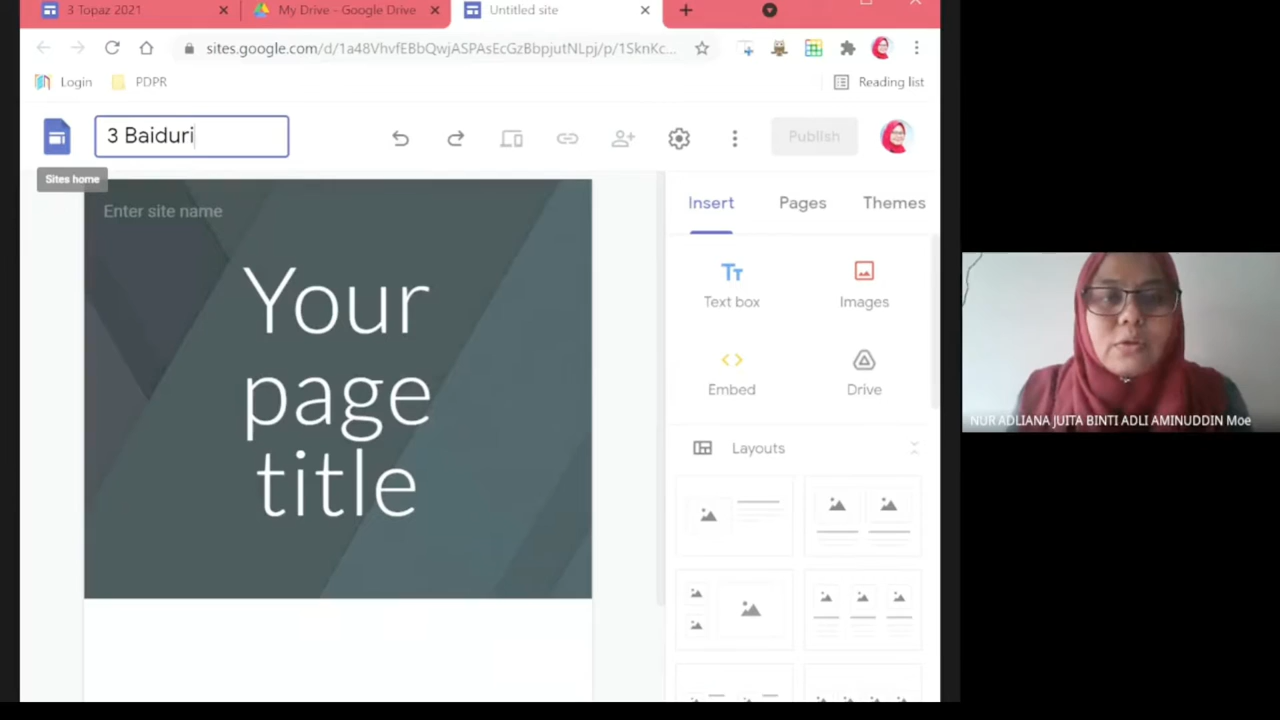 3 Topaz 2021
My Drive - Google Drive
Untitled site
sites.google.com/d/1a48VhvfEBbQwjASPAsEcGzBbpjutNLpj/p/1SknKc...
Login
PDPR
Reading list
3 Baiduri
Publish
Sites home
Enter site name
Your
page
title
Insert
Pages
Themes
Text box
Images
Embed
Drive
Layouts
NUR ADLIANA JUITA BINTI ADLI AMINUDDIN Moe